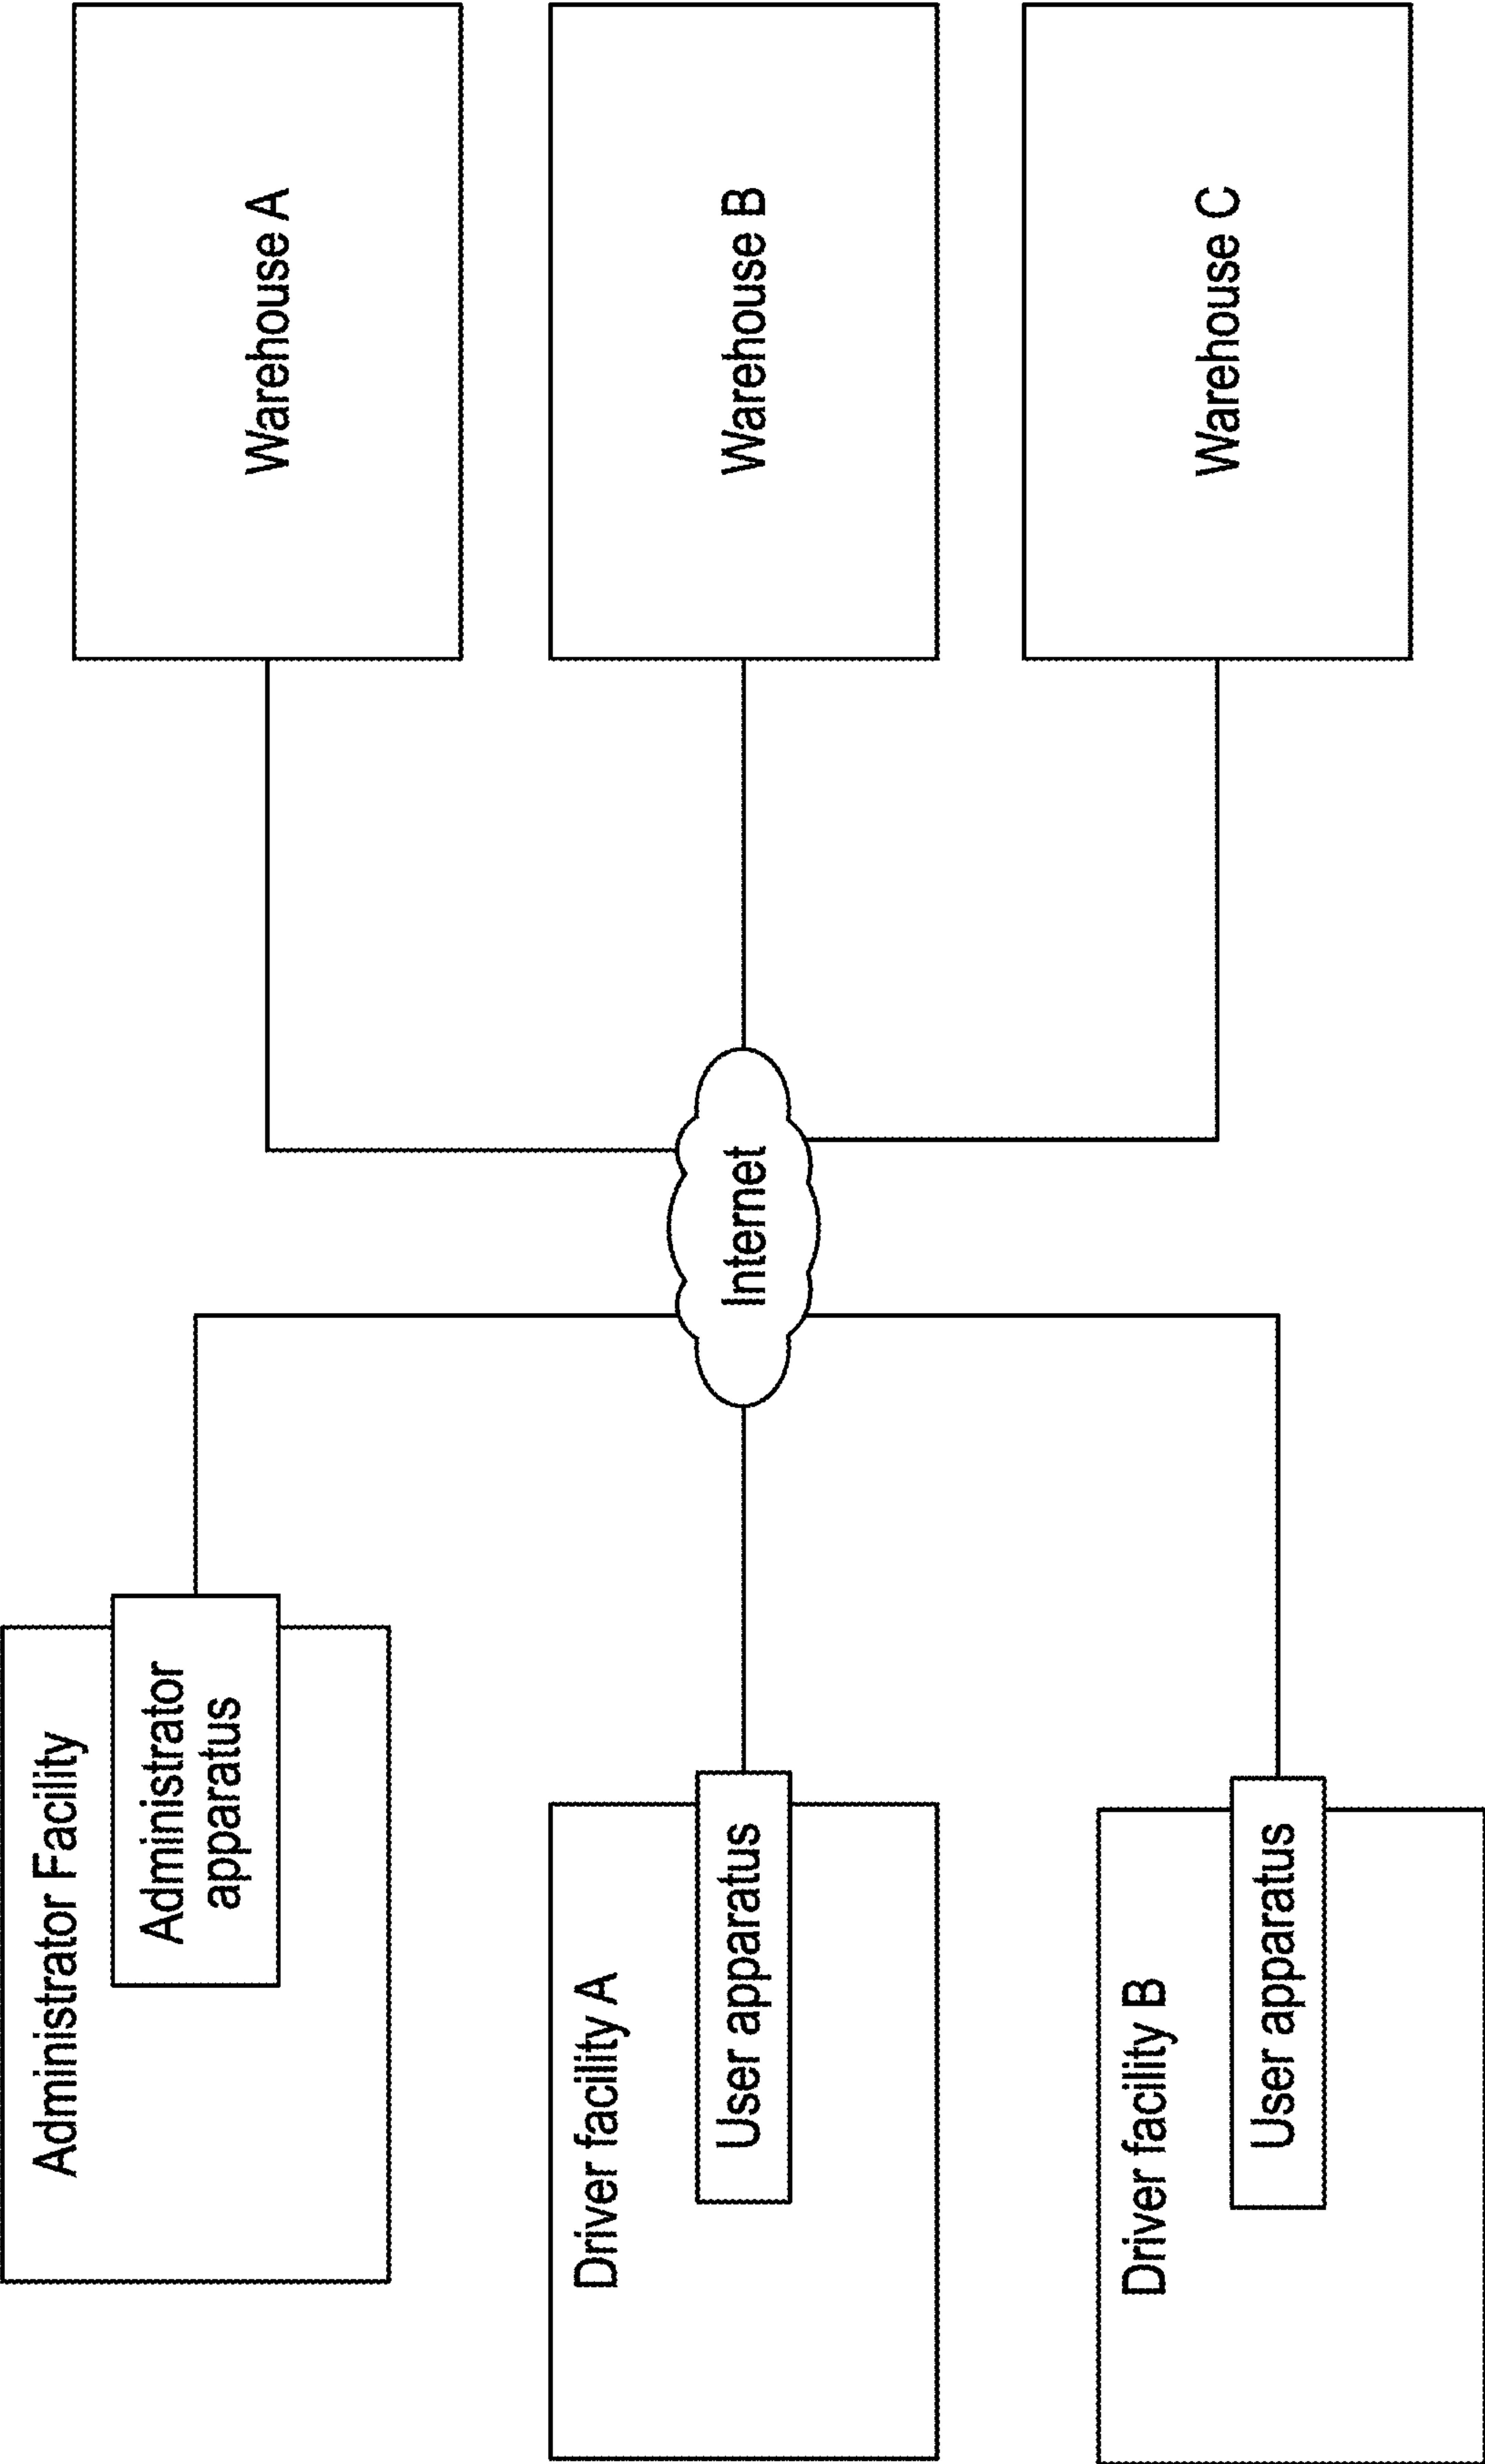 Administrator Facility
Administrator
apparatus
Driver facility A
User apparatus
Driver facility B
User apparatus
Internet
Warehouse A
Warehouse B
Warehouse C